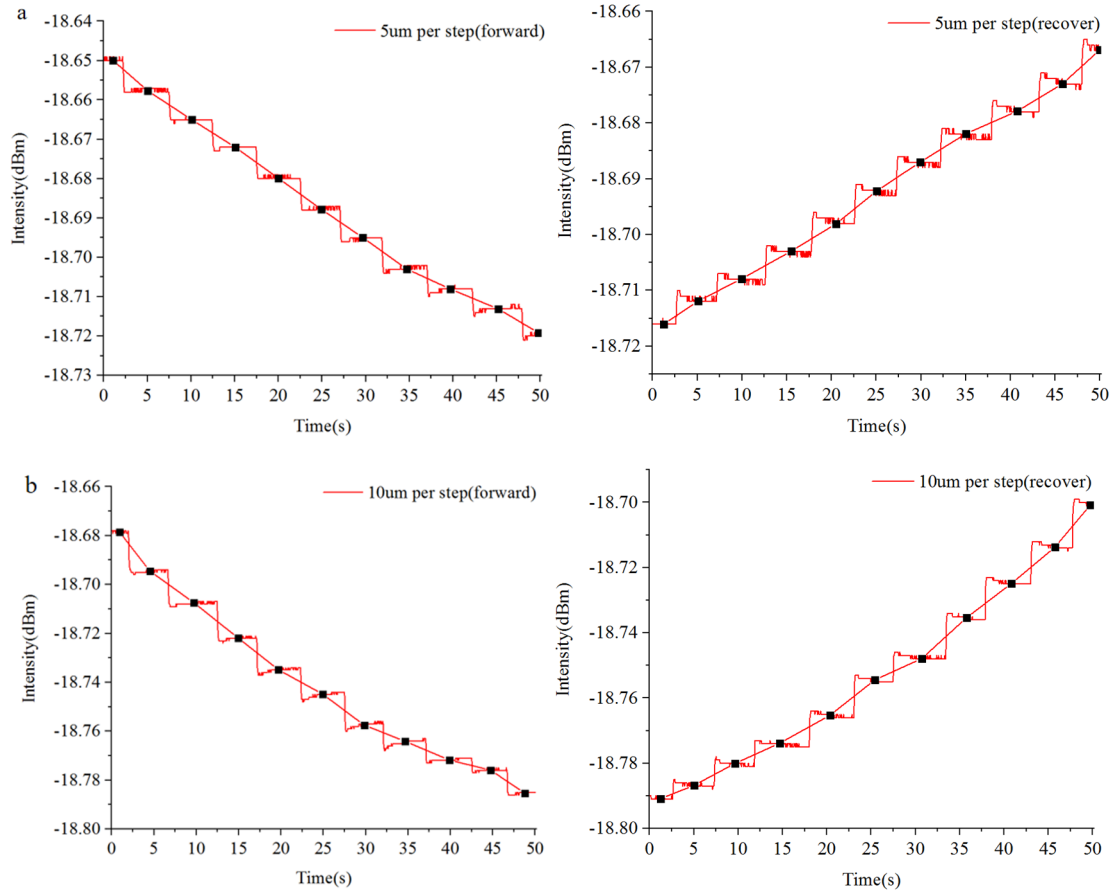 a
5um per step(forward)
Intensity(dBm)
-18.64
-18.65
-18.66
-18.67
-18.68
-18.69
-18.70
-18.71
-18.72
-18.73
0 5 10 15 20 25 30 35 40 45 50
Time(s)
5um per step(recover)
Intensity(dBm)
-18.66
-18.67
-18.68
-18.69
-18.70
-18.71
-18.72
0 5 10 15 20 25 30 35 40 45 50
Time(s)
b
10um per step(forward)
Intensity(dBm)
-18.66
-18.68
-18.70
-18.72
-18.74
-18.76
-18.78
-18.80
0 5 10 15 20 25 30 35 40 45 50
Time(s)
10um per step(recover)
Intensity(dBm)
-18.70
-18.72
-18.74
-18.76
-18.78
-18.80
0 5 10 15 20 25 30 35 40 45 50
Time(s)